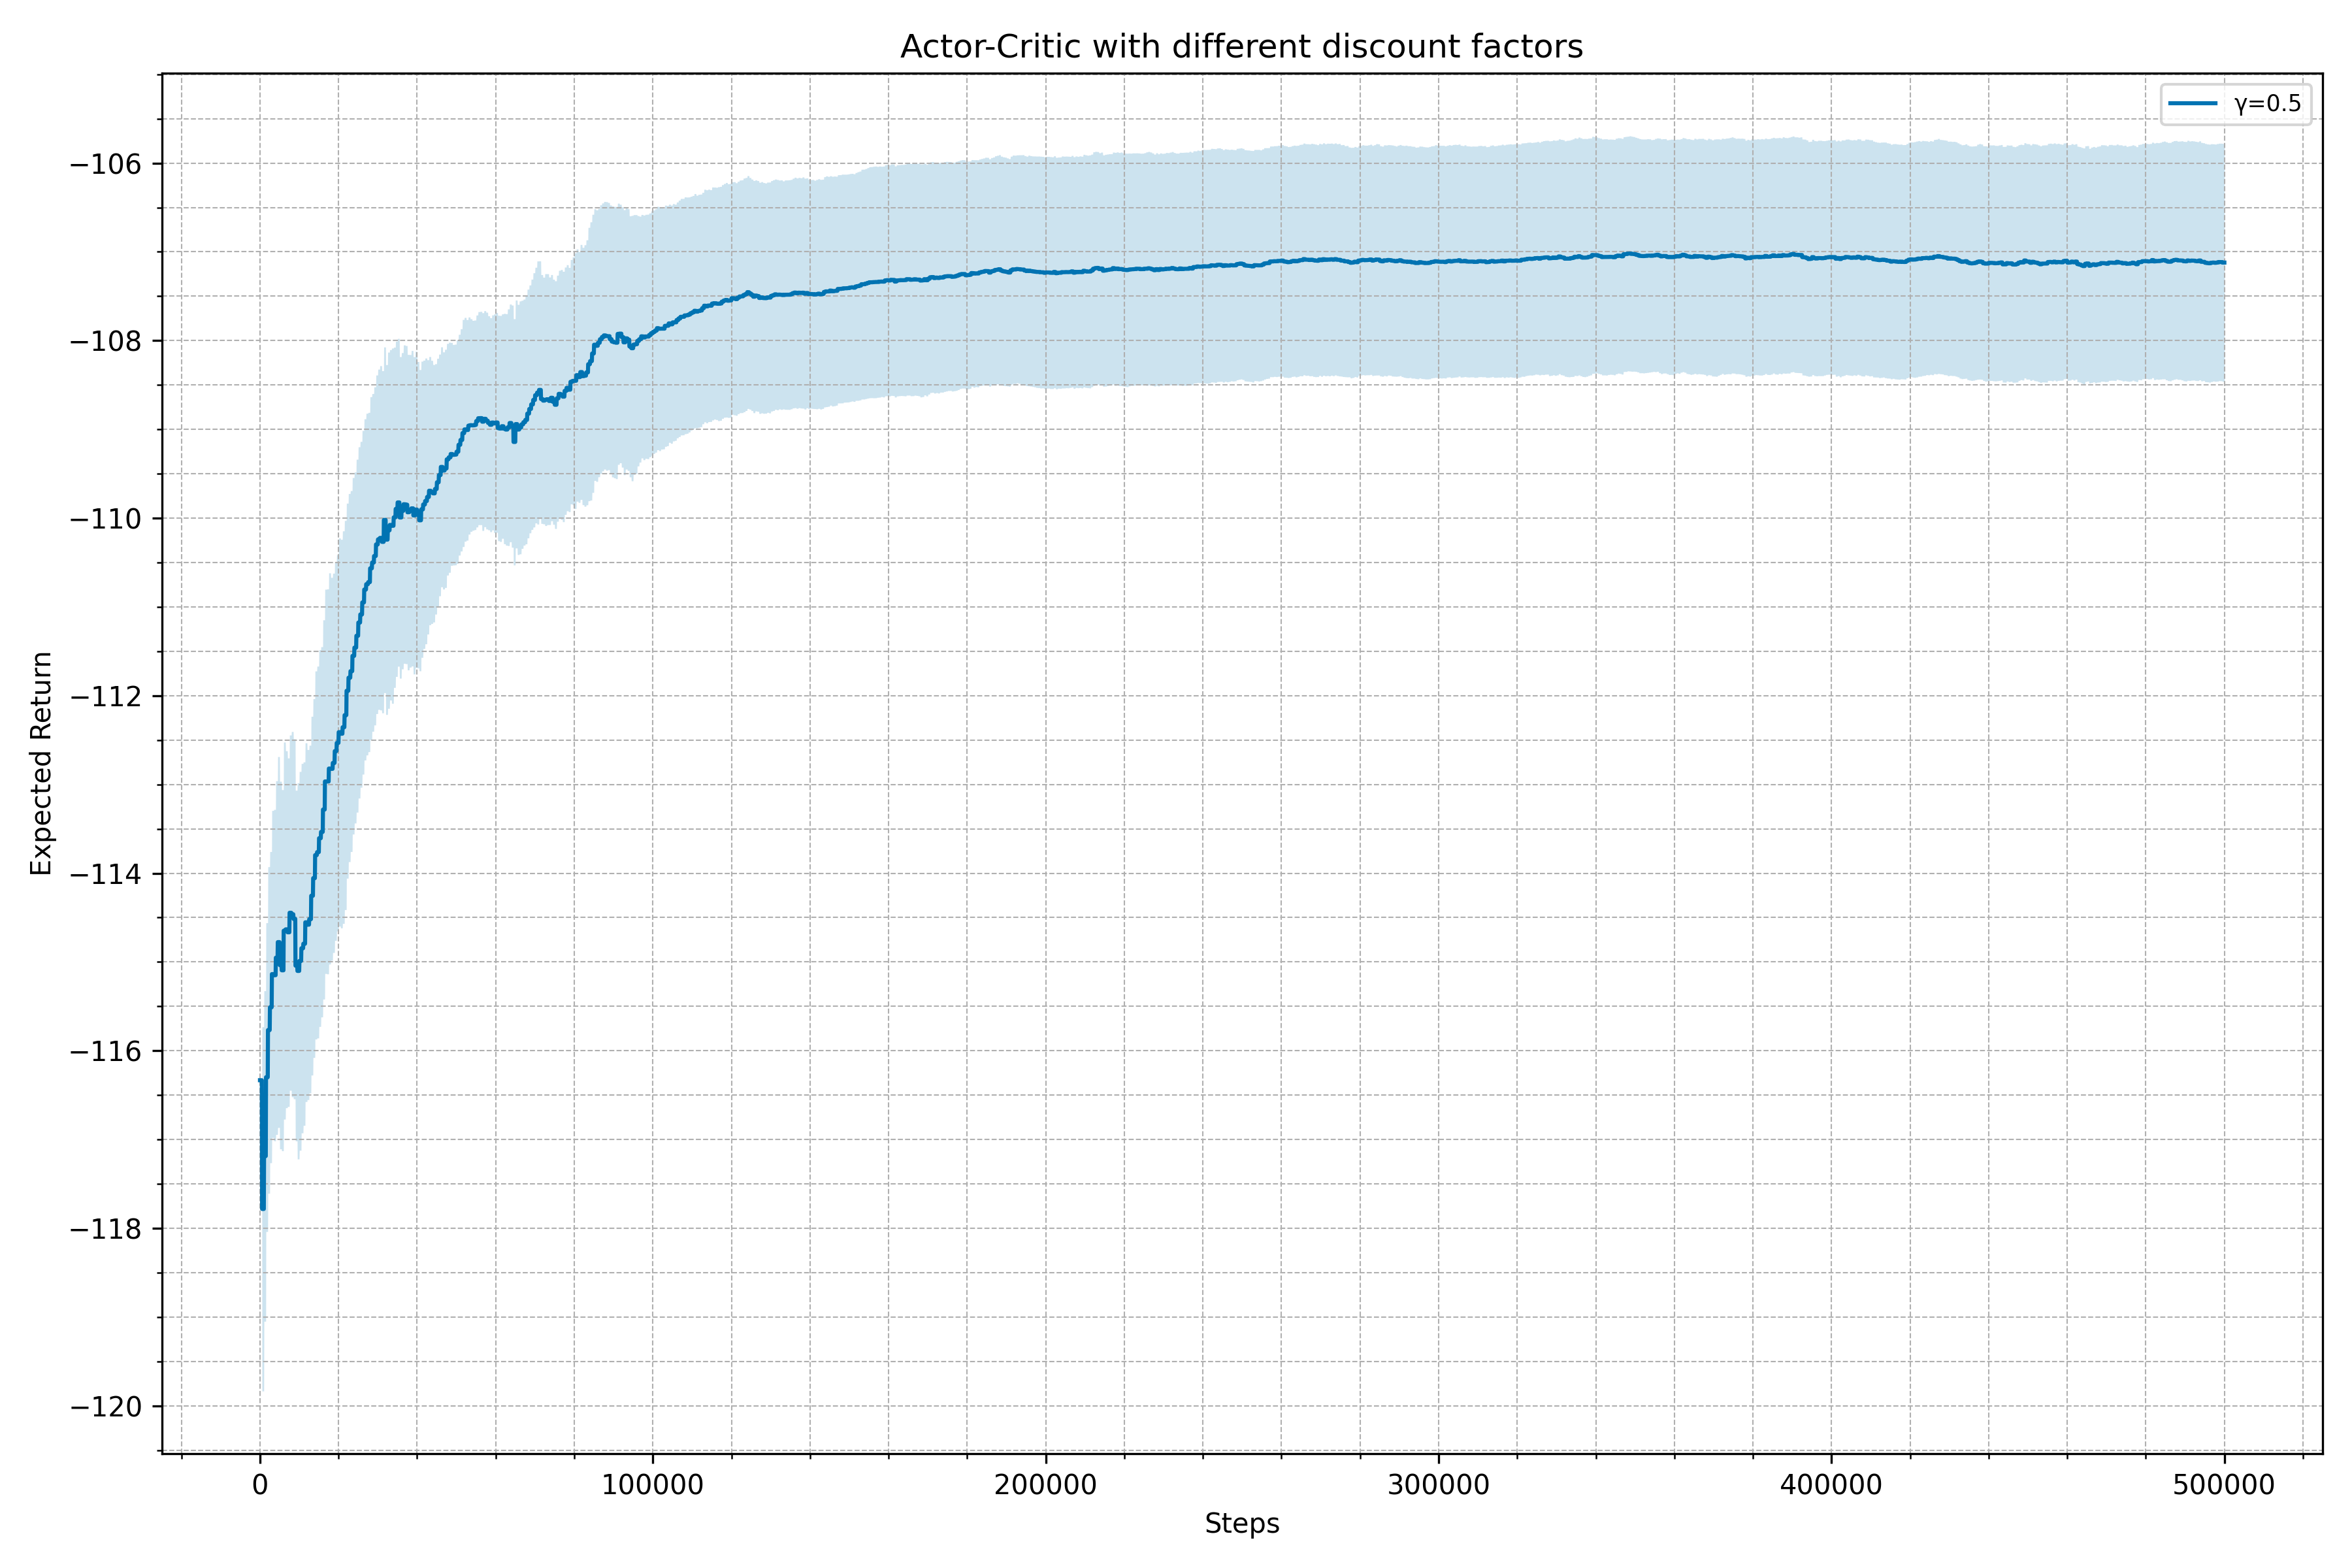 Actor-Critic with different discount factors
γ=0.5
Expected Return
−106
−108
−110
−112
−114
−116
−118
−120
0 100000 200000 300000 400000 500000
Steps